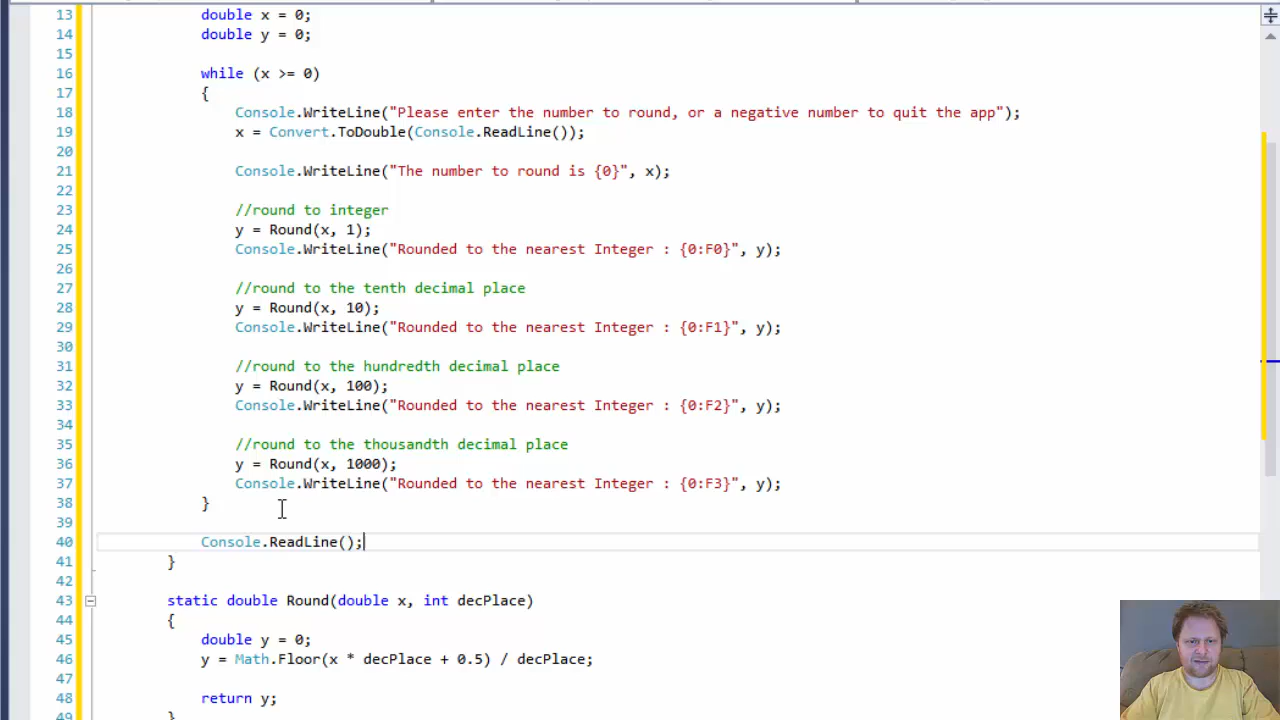 13 double x = 0;
14 double y = 0;
15
16 while (x >= 0)
17 {
18 Console.WriteLine("Please enter the number to round, or a negative number to quit the app");
19 x = Convert.ToDouble(Console.ReadLine());
20
21 Console.WriteLine("The number to round is {0}", x);
22
23 //round to integer
24 y = Round(x, 1);
25 Console.WriteLine("Rounded to the nearest Integer : {0:F0}", y);
26
27 //round to the tenth decimal place
28 y = Round(x, 10);
29 Console.WriteLine("Rounded to the nearest Integer : {0:F1}", y);
30
31 //round to the hundredth decimal place
32 y = Round(x, 100);
33 Console.WriteLine("Rounded to the nearest Integer : {0:F2}", y);
34
35 //round to the thousandth decimal place
36 y = Round(x, 1000);
37 Console.WriteLine("Rounded to the nearest Integer : {0:F3}", y);
38 }
39
40 Console.ReadLine();
41 }
42
43 static double Round(double x, int decPlace)
44 {
45 double y = 0;
46 y = Math.Floor(x * decPlace + 0.5) / decPlace;
47
48 return y;
49 }